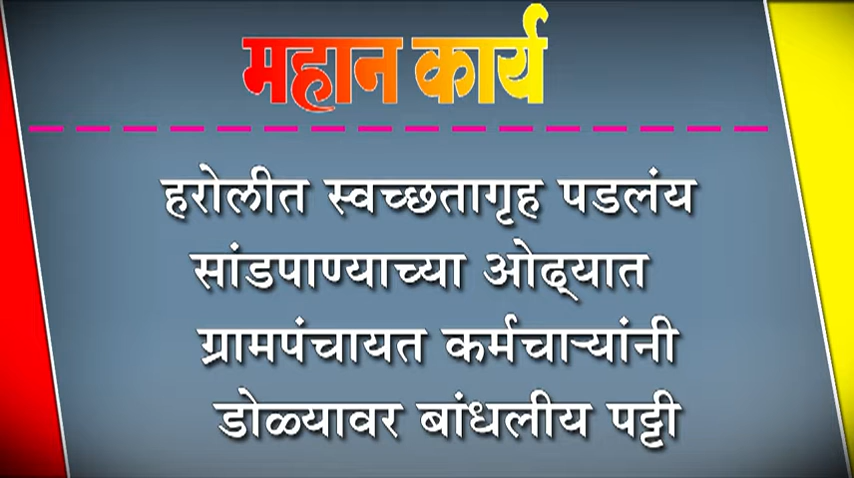 महान कार्य
हरोलीत स्वच्छतागृह पडलंय
सांडपाण्याच्या ओढ्यात
ग्रामपंचायत कर्मचाऱ्यांनी
डोळ्यावर बांधलीय पट्टी